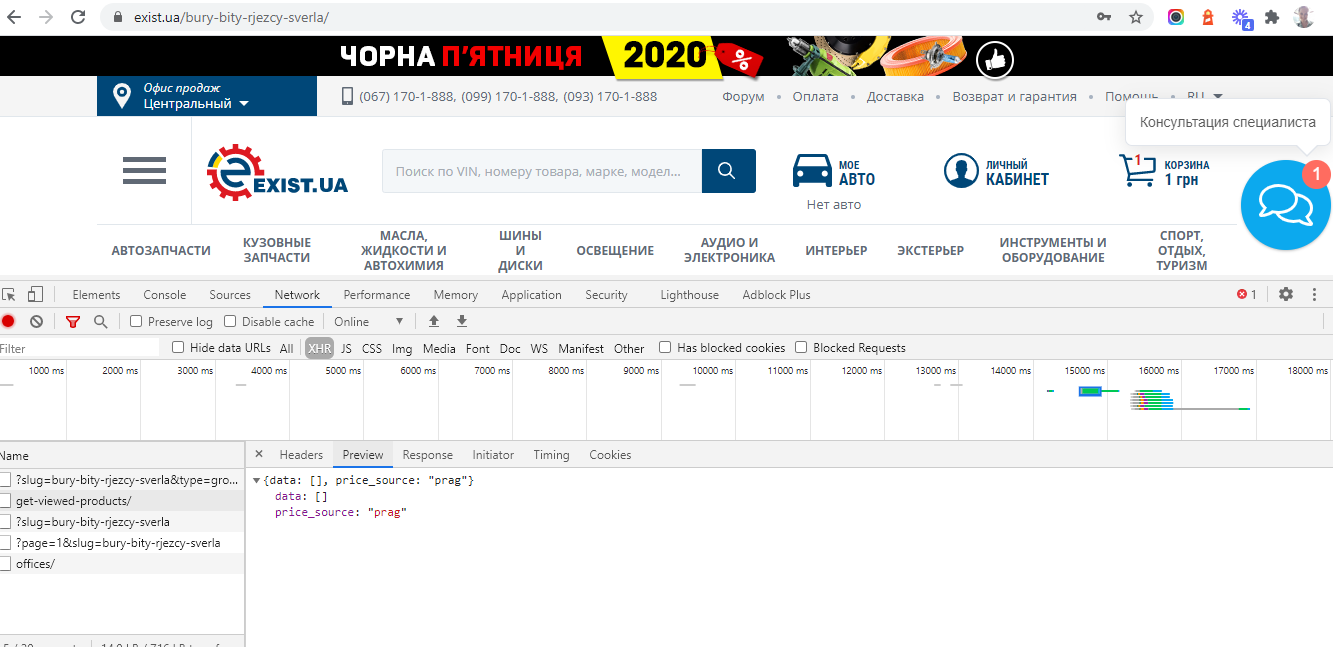 exist.ua/bury-bity-rjezcy-sverla/
4
ЧОРНА П'ЯТНИЦЯ 2020 %
Офис продаж
Центральный
(067) 170-1-888, (099) 170-1-888, (093) 170-1-888
Форум • Оплата • Доставка • Возврат и гарантия • Помощь • RU
Консультация специалиста
1
EXIST.UA
Поиск по VIN, номеру товара, марке, модел...
МОЕ
АВТО
Нет авто
ЛИЧНЫЙ
КАБИНЕТ
1
КОРЗИНА
1 грн
АВТОЗАПЧАСТИ
КУЗОВНЫЕ
ЗАПЧАСТИ
МАСЛА,
ЖИДКОСТИ И
АВТОХИМИЯ
ШИНЫ
И
ДИСКИ
ОСВЕЩЕНИЕ
АУДИО И
ЭЛЕКТРОНИКА
ИНТЕРЬЕР
ЭКСТЕРЬЕР
ИНСТРУМЕНТЫ И
ОБОРУДОВАНИЕ
СПОРТ,
ОТДЫХ,
ТУРИЗМ
Elements Console Sources Network Performance Memory Application Security Lighthouse Adblock Plus 1
Preserve log Disable cache Online
Filter Hide data URLs All XHR JS CSS Img Media Font Doc WS Manifest Other Has blocked cookies Blocked Requests
1000 ms 2000 ms 3000 ms 4000 ms 5000 ms 6000 ms 7000 ms 8000 ms 9000 ms 10000 ms 11000 ms 12000 ms 13000 ms 14000 ms 15000 ms 16000 ms 17000 ms 18000 ms
Name
?slug=bury-bity-rjezcy-sverla&type=gro...
get-viewed-products/
?slug=bury-bity-rjezcy-sverla
?page=1&slug=bury-bity-rjezcy-sverla
offices/
× Headers Preview Response Initiator Timing Cookies
{data: [], price_source: "prag"}
data: []
price_source: "prag"